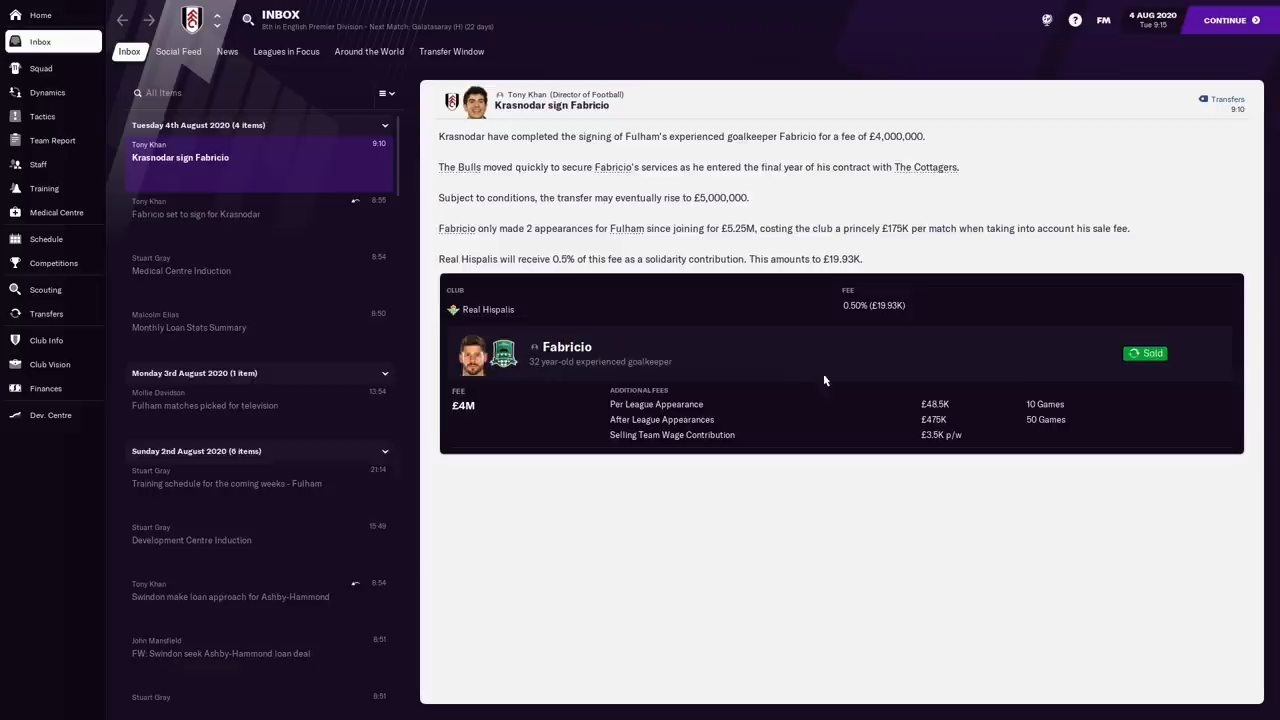 Home
Inbox
Squad
Dynamics
Tactics
Team Report
Staff
Training
Medical Centre
Schedule
Competitions
Scouting
Transfers
Club Info
Club Vision
Finances
Dev. Centre
INBOX
8th in English Premier Division - Next Match: Galatasaray (H) (22 days)
?
FM
4 AUG 2020
Tue 9:15
CONTINUE
Inbox
Social Feed
News
Leagues in Focus
Around the World
Transfer Window
All Items
Tuesday 4th August 2020 (4 items)
Tony Khan 9:10
Krasnodar sign Fabricio
Tony Khan 8:55
Fabricio set to sign for Krasnodar
Stuart Gray 8:54
Medical Centre Induction
Malcolm Elias 8:50
Monthly Loan Stats Summary
Monday 3rd August 2020 (1 item)
Mollie Davidson 13:54
Fulham matches picked for television
Sunday 2nd August 2020 (6 items)
Stuart Gray 21:14
Training schedule for the coming weeks - Fulham
Stuart Gray 15:49
Development Centre Induction
Tony Khan 8:54
Swindon make loan approach for Ashby-Hammond
John Mansfield 8:51
FW: Swindon seek Ashby-Hammond loan deal
Stuart Gray 8:51
Tony Khan (Director of Football)
Krasnodar sign Fabricio
Transfers
9:10
Krasnodar have completed the signing of Fulham's experienced goalkeeper Fabricio for a fee of £4,000,000.
The Bulls moved quickly to secure Fabricio's services as he entered the final year of his contract with The Cottagers.
Subject to conditions, the transfer may eventually rise to £5,000,000.
Fabricio only made 2 appearances for Fulham since joining for £5.25M, costing the club a princely £175K per match when taking into account his sale fee.
Real Hispalis will receive 0.5% of this fee as a solidarity contribution. This amounts to £19.93K.
CLUB FEE
Real Hispalis 0.50% (£19.93K)
Fabricio
32 year-old experienced goalkeeper
Sold
FEE
£4M
ADDITIONAL FEES
Per League Appearance £48.5K 10 Games
After League Appearances £475K 50 Games
Selling Team Wage Contribution £3.5K p/w